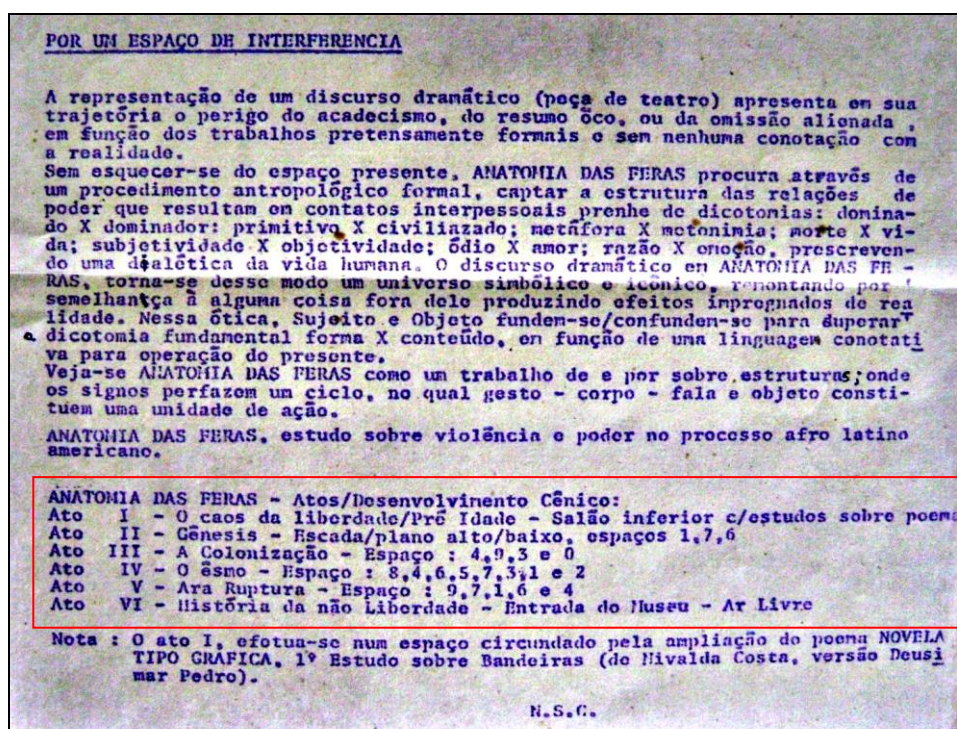 POR UM ESPAÇO DE INTERFERENCIA
A representação de um discurso dramático (peça de teatro) apresenta em sua
trajetória o perigo do acadecismo, do resumo ôco, ou da omissão alienada ,
em função dos trabalhos pretensamente formais e sem nenhuma conotação com
a realidade.
Sem esquecer-se do espaço presente, ANATOMIA DAS FERAS procura através de
um procedimento antropológico formal, captar a estrutura das relações de
poder que resultam em contatos interpessoais prenhe de dicotomias: domina-
do X dominador: primitivo X civiliazado; metáfora X metonimia; morte X vi-
da; subjetividade X objetividade; ódio X amor; razão X emoção, prescreven-
do uma dialética da vida humana. O discurso dramático em ANATOMIA DAS FE -
RAS, torna-se desse modo um universo simbólico e icônico, remontando por '
semelhança à alguma coisa fora dele produzindo efeitos impregnados de rea
lidade. Nessa ótica, Sujeito e Objeto fundem-se/confundem-se para superar'
a dicotomia fundamental forma X conteúdo, em função de uma linguagem conotati
va para operação do presente.
Veja-se ANATOMIA DAS FERAS como um trabalho de e por sobre estruturas; onde
os signos perfazem um ciclo, no qual gesto - corpo - fala e objeto consti-
tuem uma unidade de ação.
ANATOMIA DAS FERAS, estudo sobre violência e poder no processo afro latino
americano.
ANATOMIA DAS FERAS - Atos/Desenvolvimento Cênico:
Ato I - O caos da liberdade/Pré Idade - Salão inferior c/estudos sobre poema
Ato II - Gênesis - Escada/plano alto/baixo, espaços 1,7,6
Ato III - A Colonização - Espaço : 4,9,3 e 0
Ato IV - O êsmo - Espaço : 8,4,6,5,7,3,1 e 2
Ato V - Ara Ruptura - Espaço : 9,7,1,6 e 4
Ato VI - História da não Liberdade - Entrada do Museu - Ar Livre
Nota : O ato I, efetua-se num espaço circundado pela ampliação do poema NOVELA
TIPO GRAFICA, 1º Estudo sobre Bandeiras (de Nivalda Costa, versão Deusi
mar Pedro).
N.S.C.